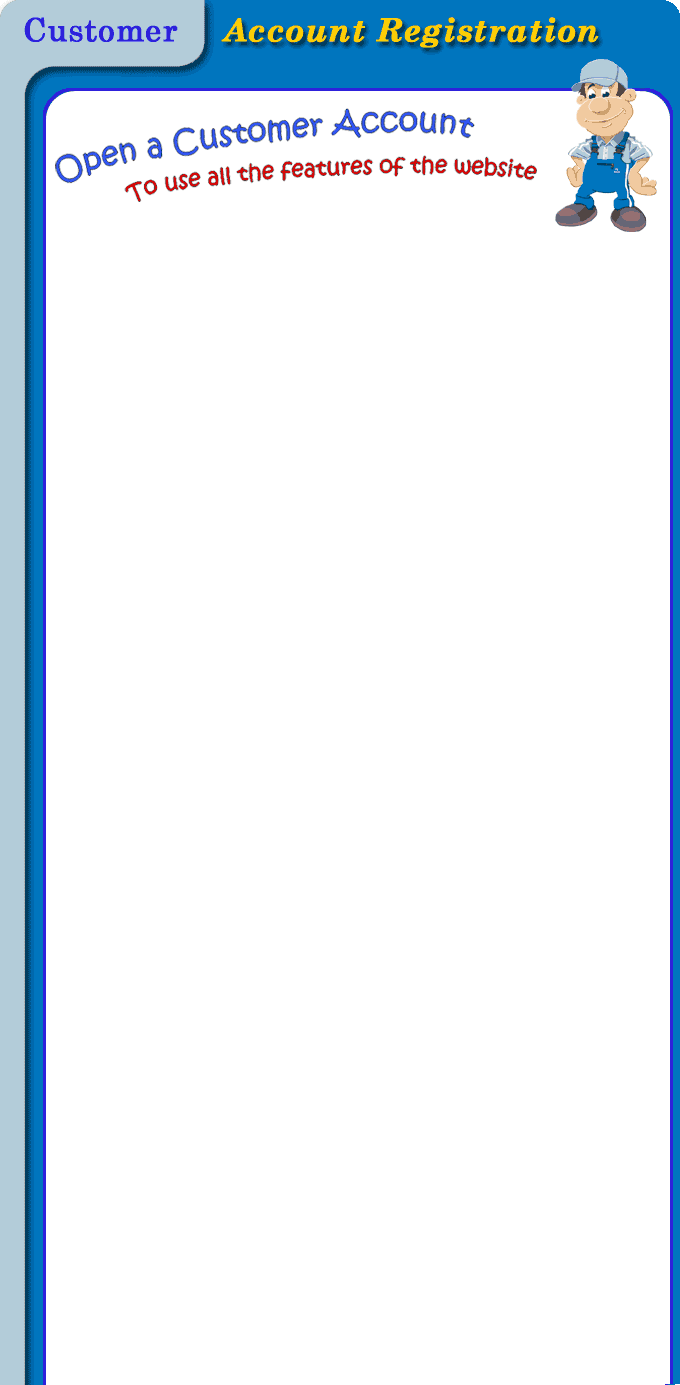 Customer Account Registration
Open a Customer Account
To use all the features of the website